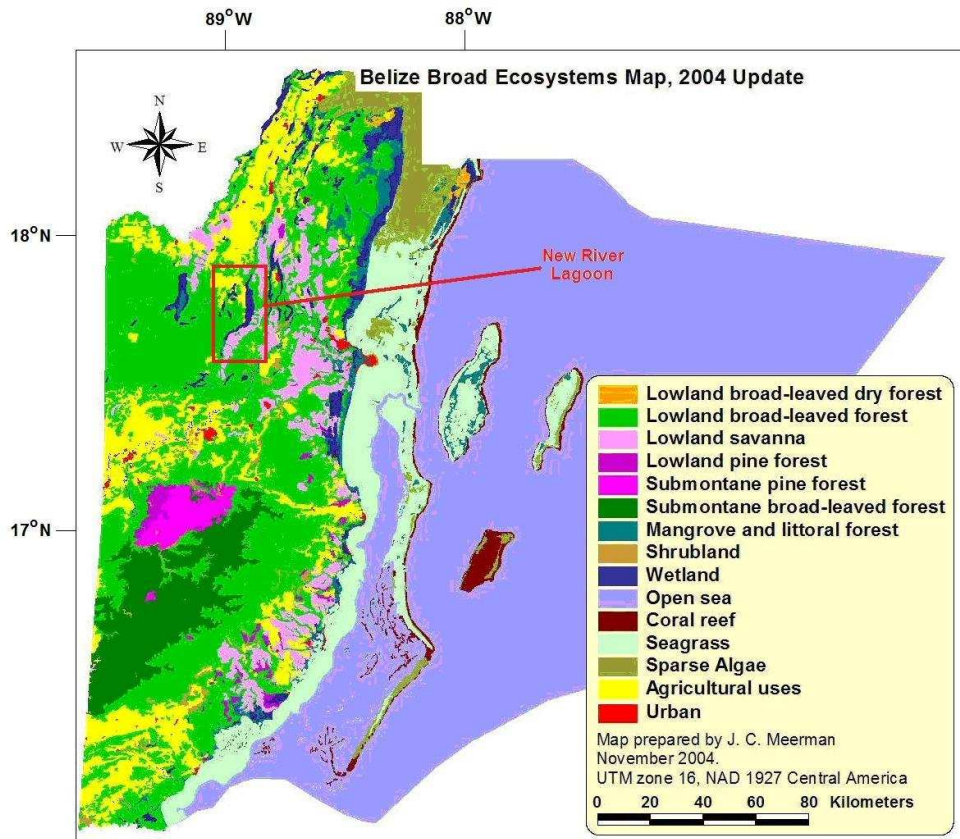 89°W
88°W
Belize Broad Ecosystems Map, 2004 Update
N
W
E
S
18°N
New River
Lagoon
17°N
Lowland broad-leaved dry forest
Lowland broad-leaved forest
Lowland savanna
Lowland pine forest
Submontane pine forest
Submontane broad-leaved forest
Mangrove and littoral forest
Shrubland
Wetland
Open sea
Coral reef
Seagrass
Sparse Algae
Agricultural uses
Urban
Map prepared by J. C. Meerman
November 2004.
UTM zone 16, NAD 1927 Central America
0 20 40 60 80 Kilometers